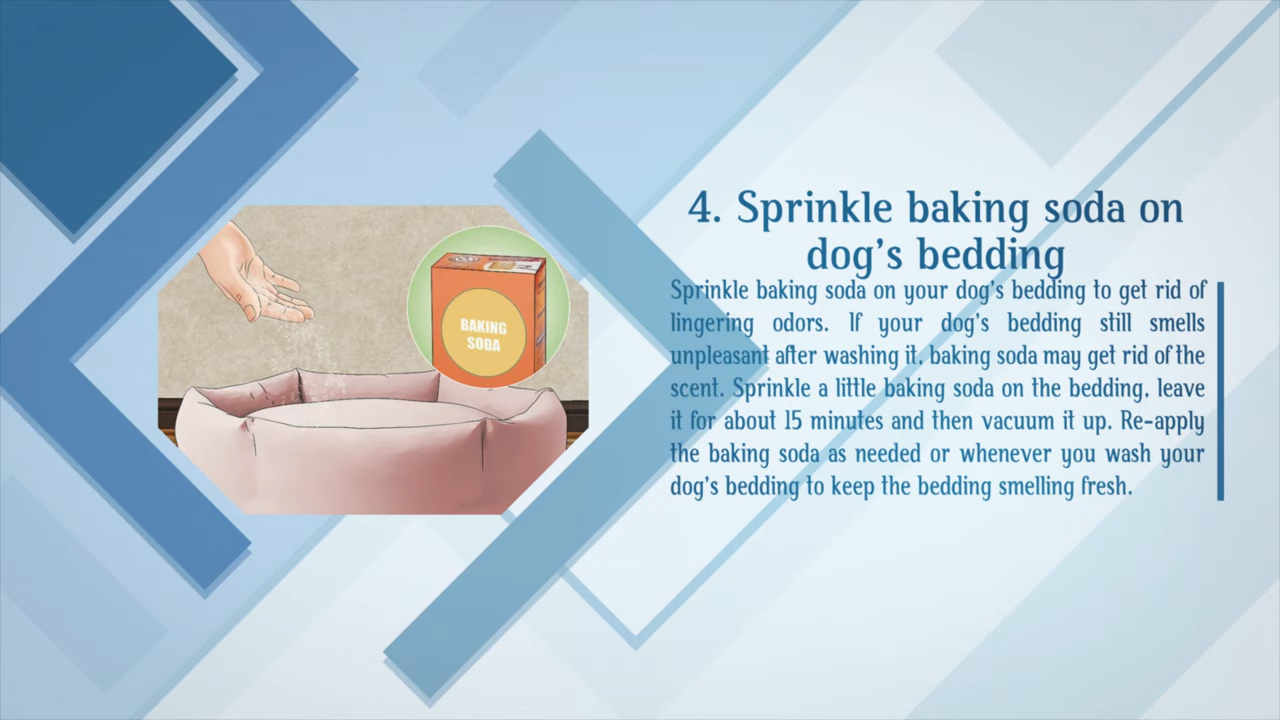 BAKING
SODA
4. Sprinkle baking soda on
dog's bedding
Sprinkle baking soda on your dog's bedding to get rid of
lingering odors. If your dog's bedding still smells
unpleasant after washing it, baking soda may get rid of the
scent. Sprinkle a little baking soda on the bedding, leave
it for about 15 minutes and then vacuum it up. Re-apply
the baking soda as needed or whenever you wash your
dog's bedding to keep the bedding smelling fresh.